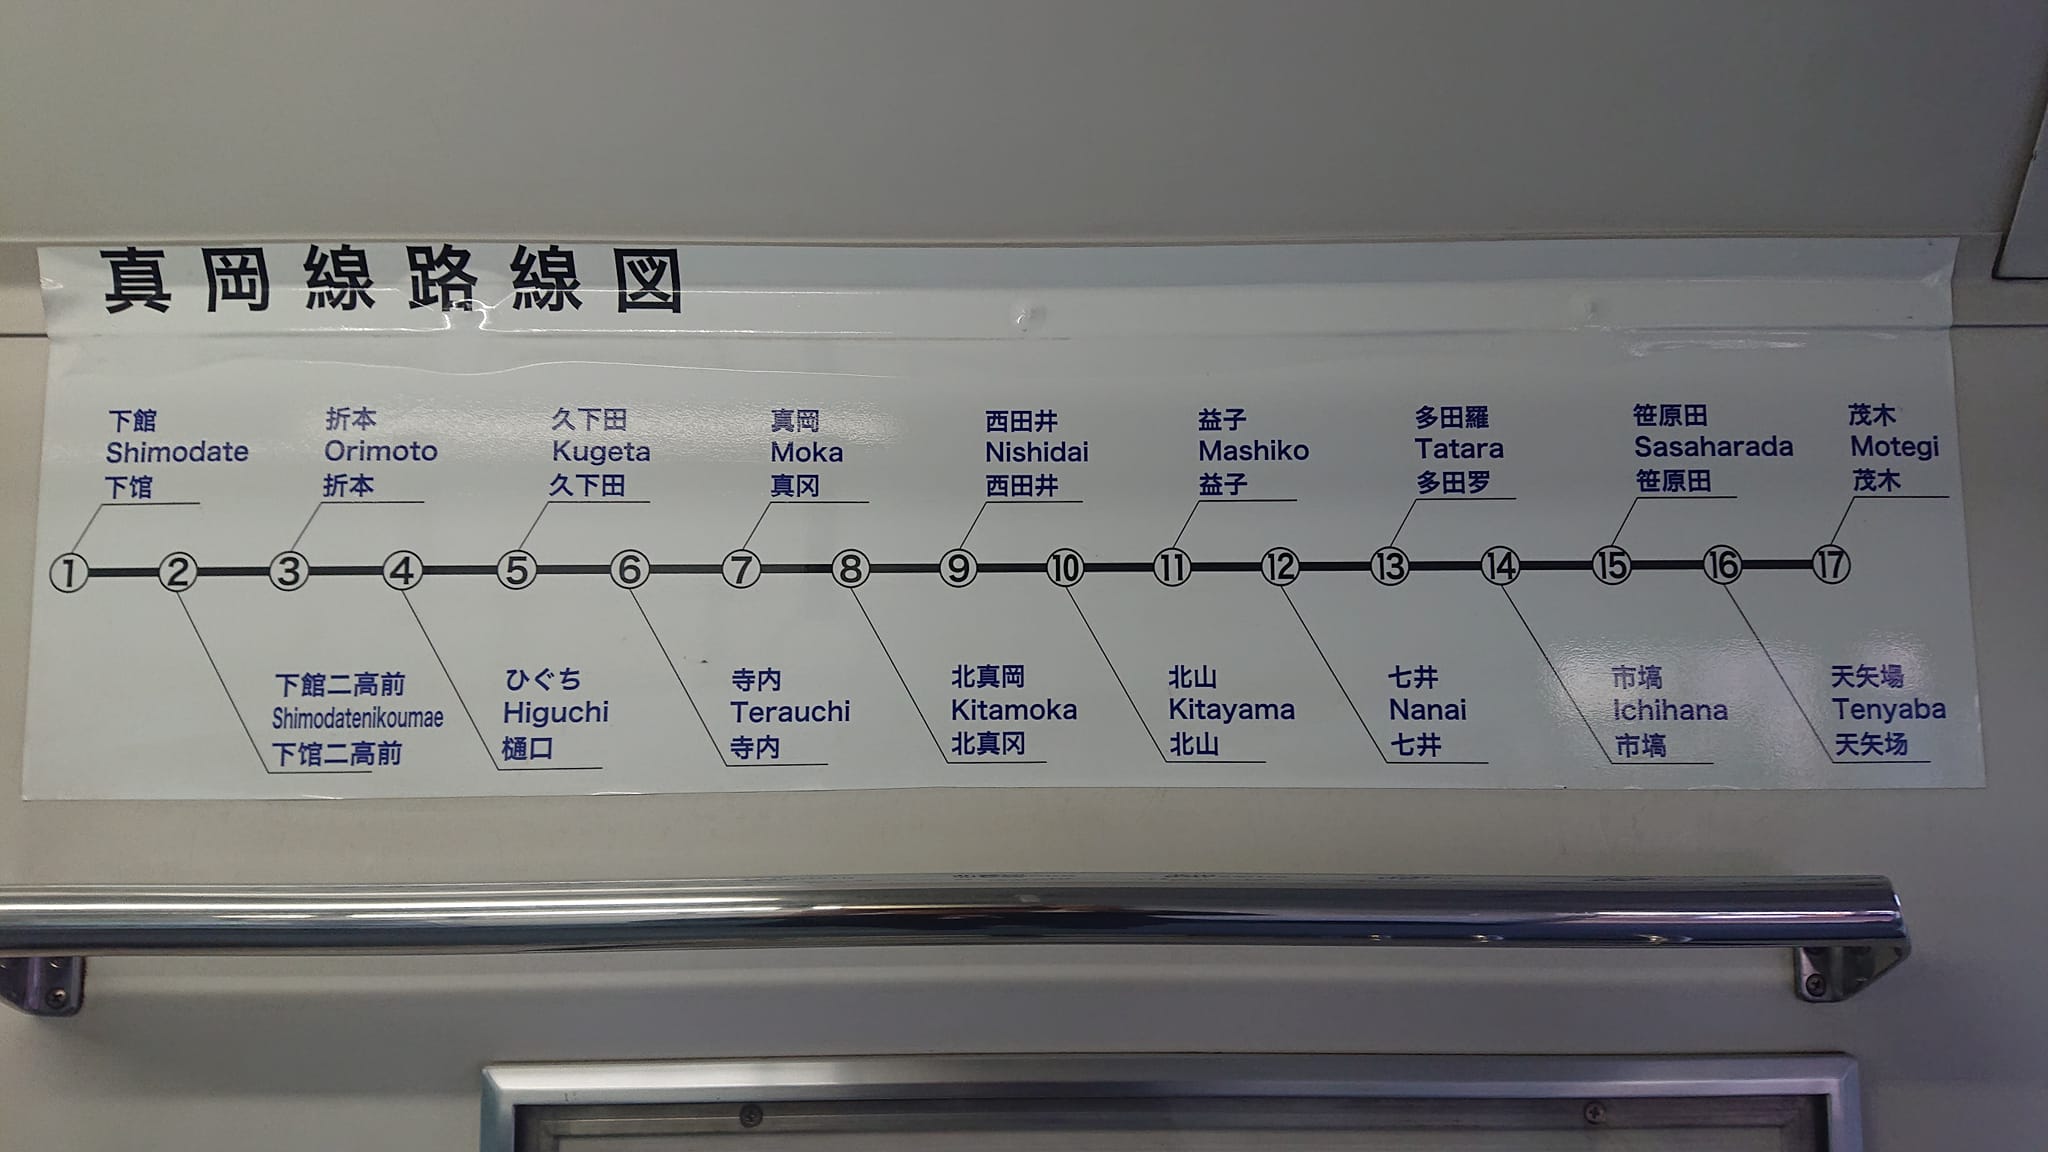 真岡線路線図
下館
Shimodate
下馆
折本
Orimoto
折本
久下田
Kugeta
久下田
真岡
Moka
真冈
西田井
Nishidai
西田井
益子
Mashiko
益子
多田羅
Tatara
多田罗
笹原田
Sasaharada
笹原田
茂木
Motegi
茂木
① ② ③ ④ ⑤ ⑥ ⑦ ⑧ ⑨ ⑩ ⑪ ⑫ ⑬ ⑭ ⑮ ⑯ ⑰
下館二高前
Shimodatenikoumae
下馆二高前
ひぐち
Higuchi
樋口
寺内
Terauchi
寺内
北真岡
Kitamoka
北真冈
北山
Kitayama
北山
七井
Nanai
七井
市塙
Ichihana
市塙
天矢場
Tenyaba
天矢场